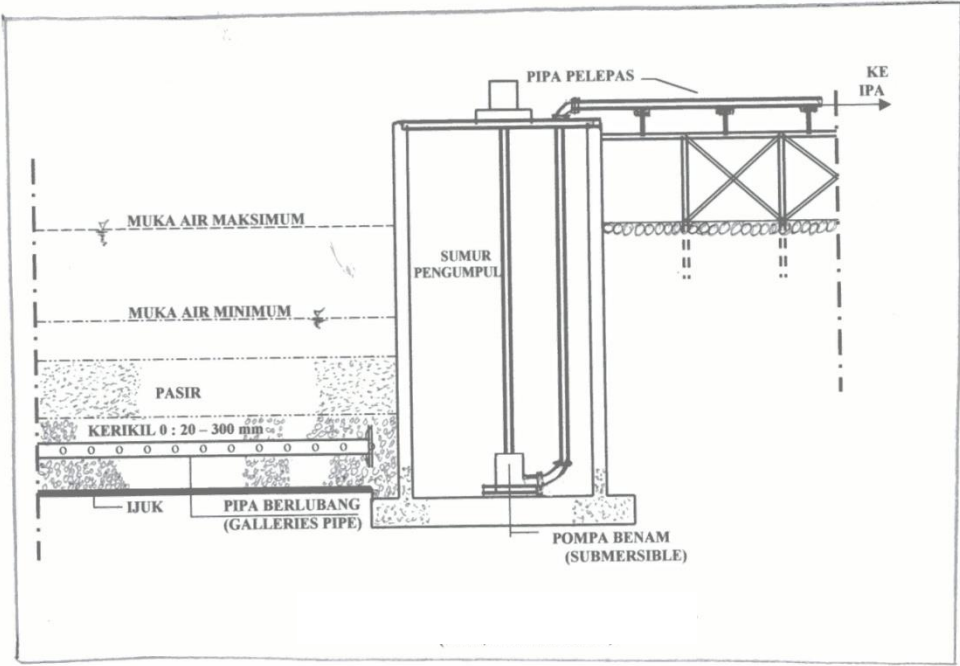 PIPA PELEPAS
KE
IPA
MUKA AIR MAKSIMUM
SUMUR
PENGUMPUL
MUKA AIR MINIMUM
PASIR
KERIKIL 0 : 20 – 300 mm
IJUK
PIPA BERLUBANG
(GALLERIES PIPE)
POMPA BENAM
(SUBMERSIBLE)